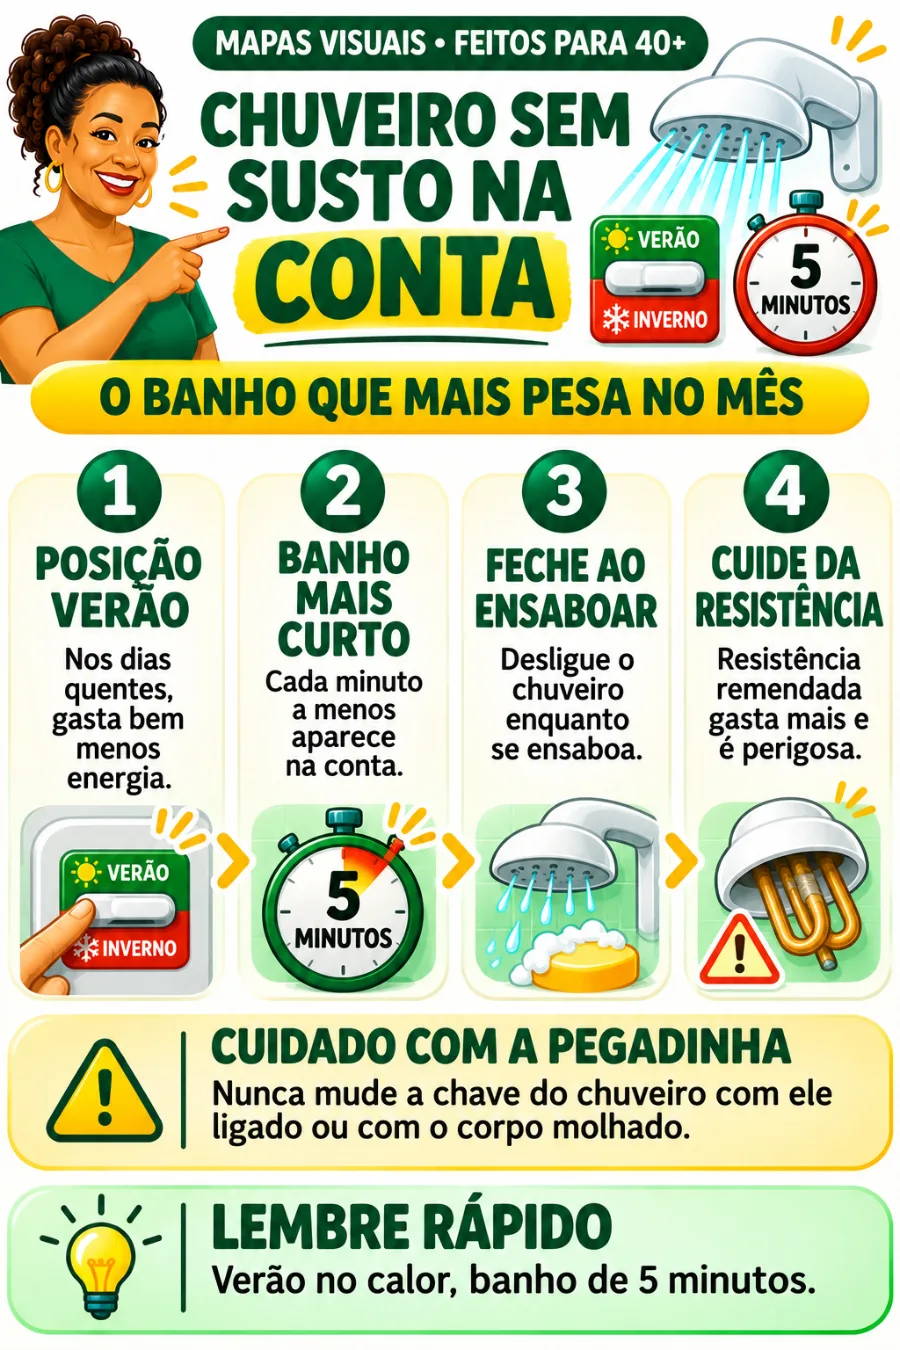 MAPAS VISUAIS • FEITOS PARA 40+
CHUVEIRO SEM
SUSTO NA
CONTA
VERÃO
INVERNO
5
MINUTOS
O BANHO QUE MAIS PESA NO MÊS
1
POSIÇÃO
VERÃO
Nos dias
quentes,
gasta bem
menos
energia.
VERÃO
INVERNO
2
BANHO
MAIS
CURTO
Cada minuto
a menos
aparece
na conta.
5
MINUTOS
3
FECHE AO
ENSABOAR
Desligue o
chuveiro
enquanto
se ensaboa.
4
CUIDE DA
RESISTÊNCIA
Resistência
remendada
gasta mais e
é perigosa.
CUIDADO COM A PEGADINHA
Nunca mude a chave do chuveiro com ele
ligado ou com o corpo molhado.
LEMBRE RÁPIDO
Verão no calor, banho de 5 minutos.